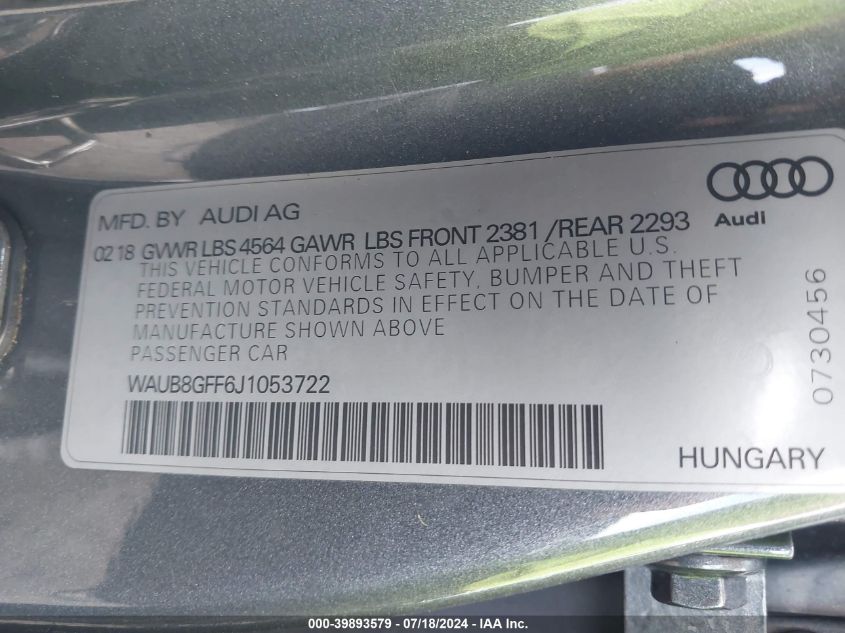 MFD. BY AUDI AG
Audi
02 18 GVWR LBS 4564 GAWR LBS FRONT 2381 /REAR 2293
THIS VEHICLE CONFORMS TO ALL APPLICABLE U.S.
FEDERAL MOTOR VEHICLE SAFETY, BUMPER AND THEFT
PREVENTION STANDARDS IN EFFECT ON THE DATE OF
MANUFACTURE SHOWN ABOVE
PASSENGER CAR
WAUB8GFF6J1053722
0730456
HUNGARY
000-39893579 / 07/18/2024 - IAA Inc.